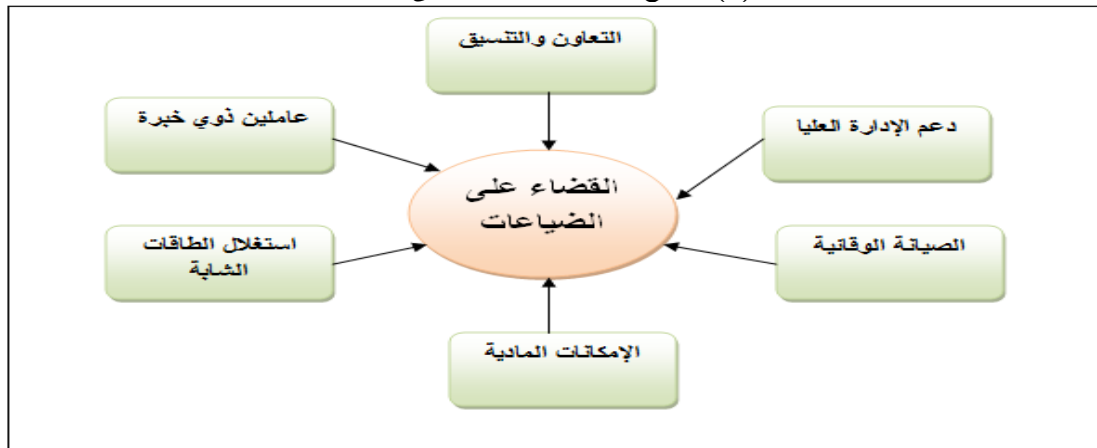 التعاون والتنسيق
دعم الإدارة العليا
عاملين ذوي خبرة
القضاء على
الضياعات
الصيانة الوقائية
استغلال الطاقات
الشابة
الإمكانات المادية